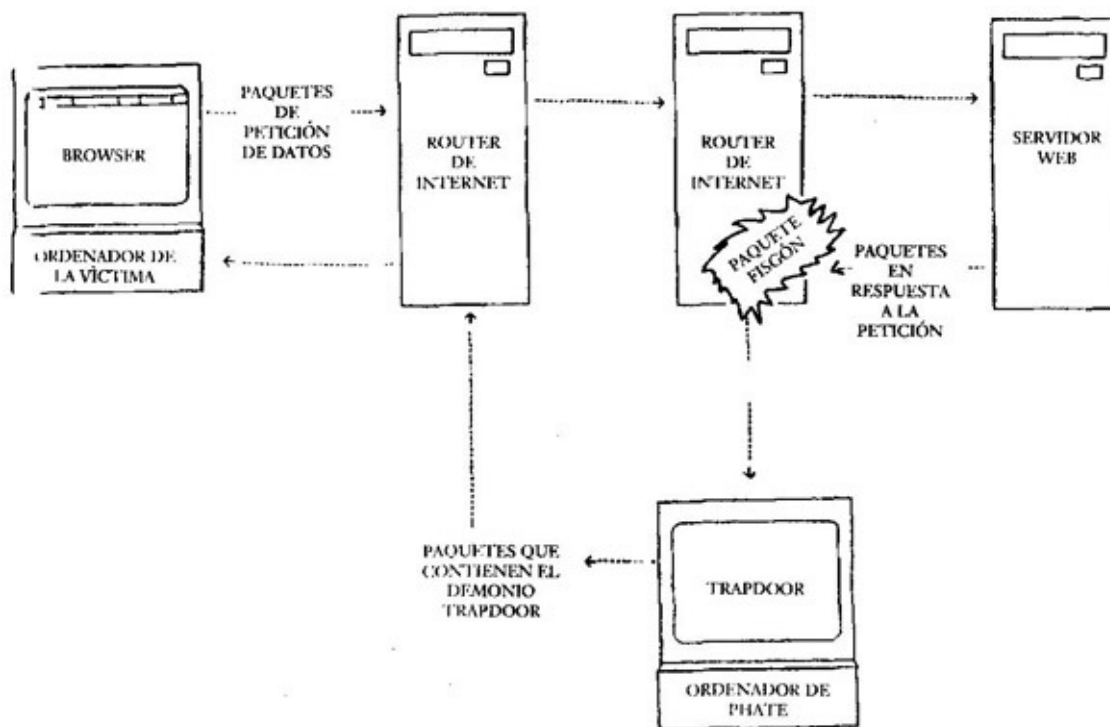 PAQUETES
DE
PETICIÓN
DE DATOS
BROWSER
ORDENADOR DE
LA VÍCTIMA
ROUTER
DE
INTERNET
ROUTER
DE
INTERNET
SERVIDOR
WEB
PAQUETE
FISGÓN
PAQUETES
EN
RESPUESTA
A LA
PETICIÓN
PAQUETES QUE
CONTIENEN EL
DEMONIO
TRAPDOOR
TRAPDOOR
ORDENADOR DE
PHATE